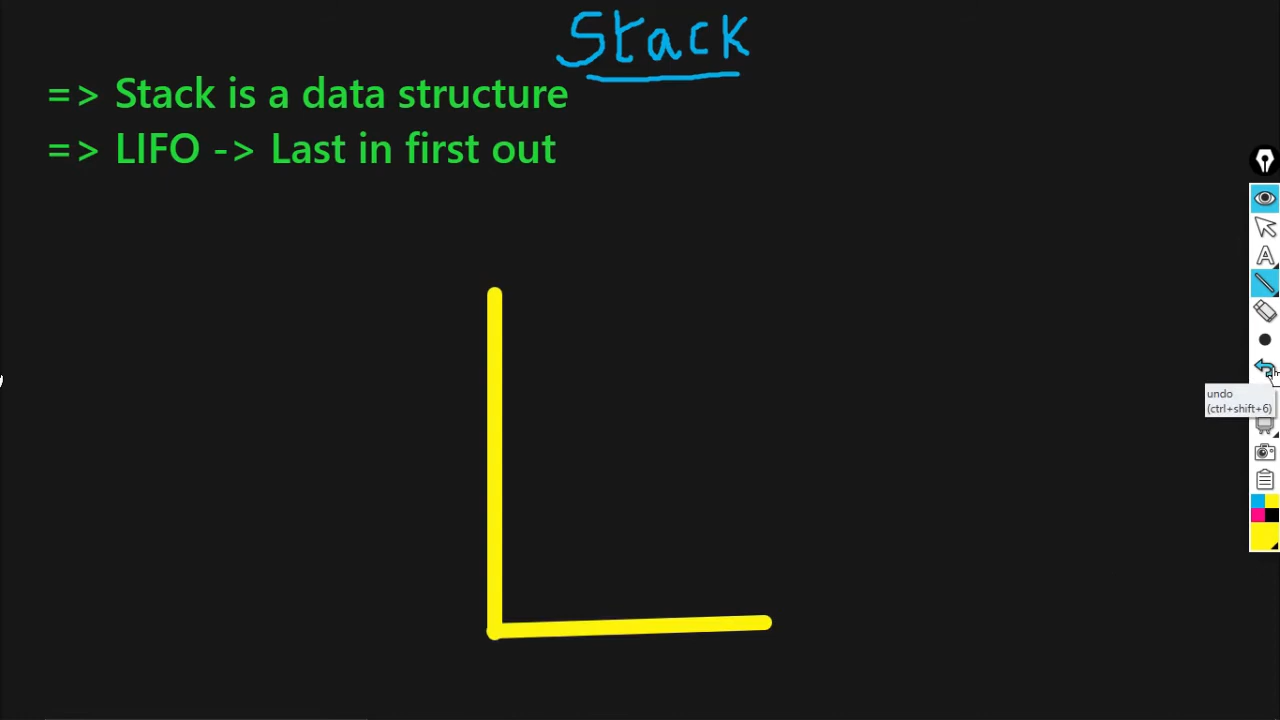 Stack
=> Stack is a data structure
=> LIFO -> Last in first out
undo
(ctrl+shift+6)